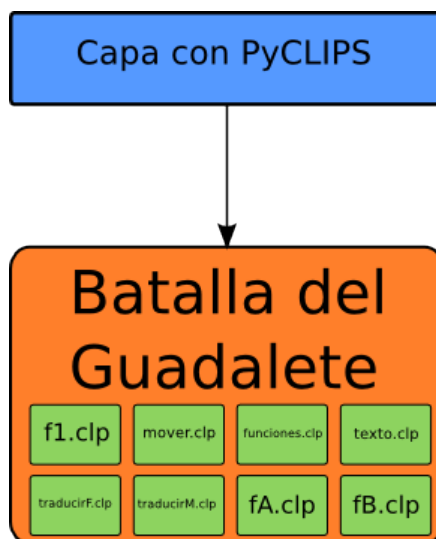 Capa con PyCLIPS
Batalla del
Guadalete
f1.clp
mover.clp
funciones.clp
texto.clp
traducirF.clp
traducirM.clp
fA.clp
fB.clp